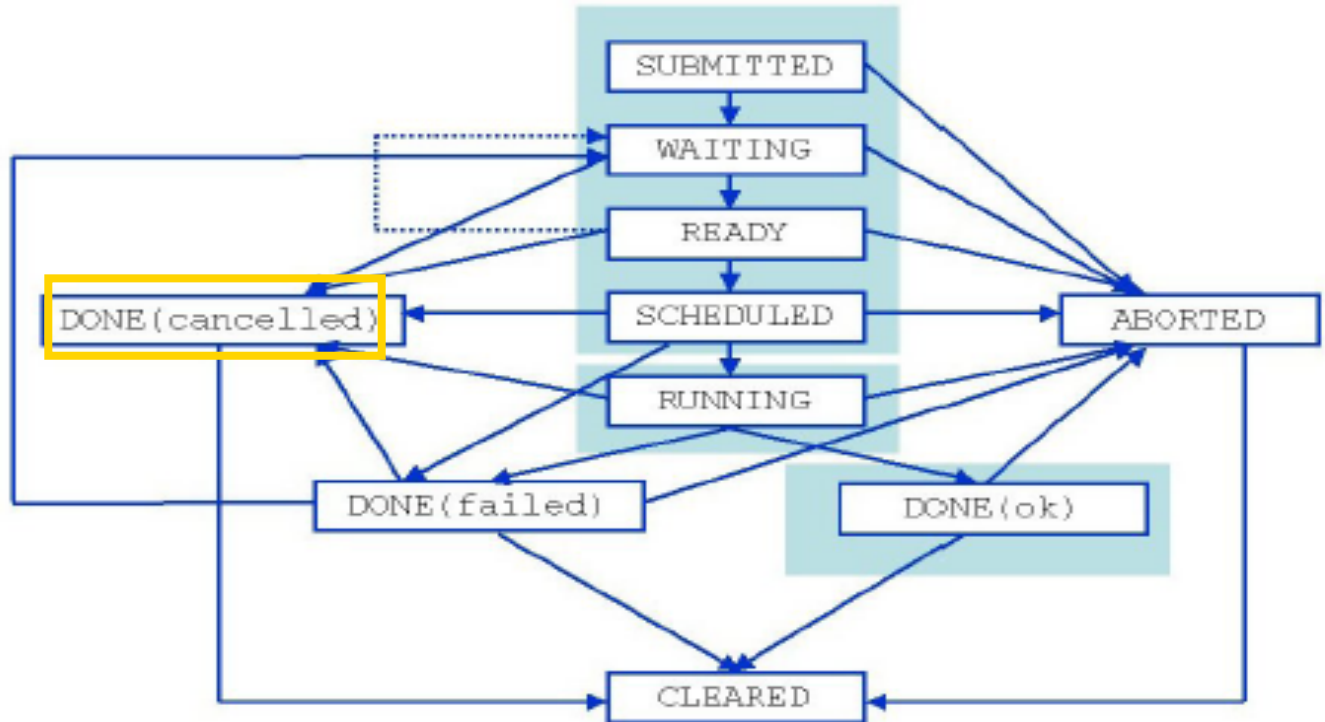 SUBMITTED
WAITING
READY
DONE(cancelled)
SCHEDULED
ABORTED
RUNNING
DONE(failed)
DONE(ok)
CLEARED